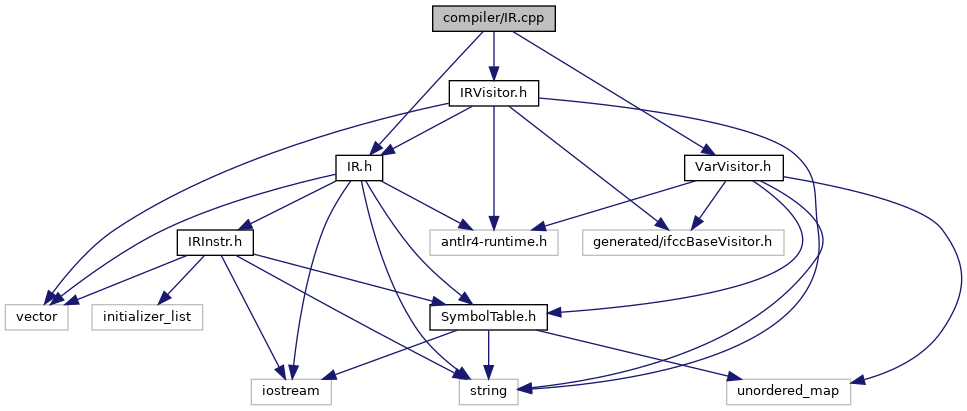 compiler/IR.cpp
IRVisitor.h
IR.h
VarVisitor.h
IRInstr.h
antlr4-runtime.h
generated/ifccBaseVisitor.h
vector
initializer_list
SymbolTable.h
iostream
string
unordered_map